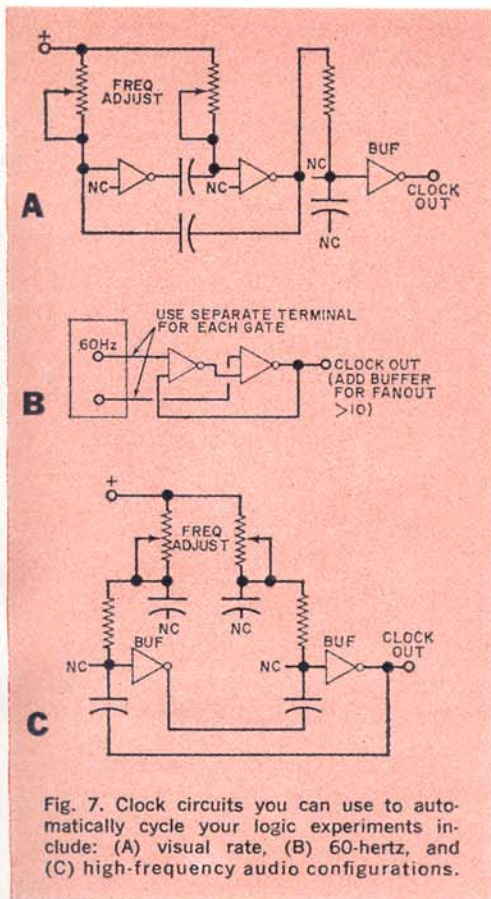 +
FREQ
ADJUST
BUF
NC
NC
NC
NC
CLOCK
OUT
A
USE SEPARATE TERMINAL
FOR EACH GATE
60Hz
CLOCK OUT
(ADD BUFFER
FOR FANOUT
>10)
B
+
FREQ
ADJUST
NC
NC
BUF
BUF
CLOCK
OUT
NC
NC
C
Fig. 7. Clock circuits you can use to auto-
matically cycle your logic experiments in-
clude: (A) visual rate, (B) 60-hertz, and
(C) high-frequency audio configurations.